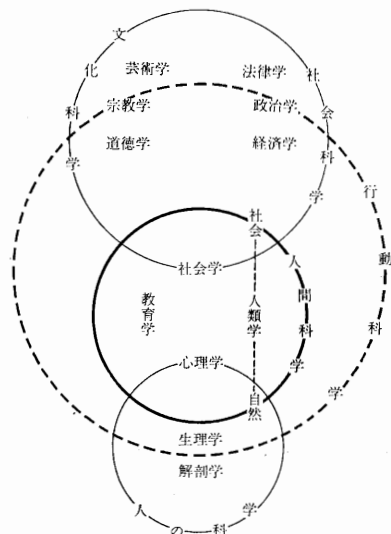 文化科学
社会科学
芸術学
法律学
宗教学
政治学
道徳学
経済学
行動科学
社会
人間科学
社会学
教育学
人類学
心理学
自然
生理学
解剖学
人の科学